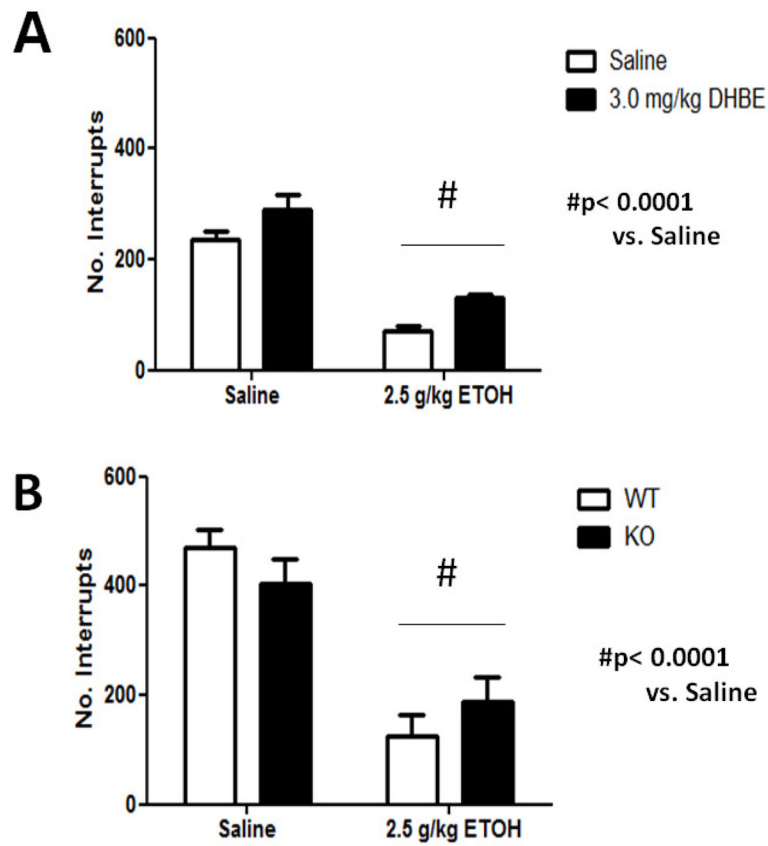 A
600
400
200
0
No. Interrupts
Saline
2.5 g/kg ETOH
#
Saline
3.0 mg/kg DHBE
#p< 0.0001
vs. Saline
B
600
400
200
0
No. Interrupts
Saline
2.5 g/kg ETOH
#
WT
KO
#p< 0.0001
vs. Saline